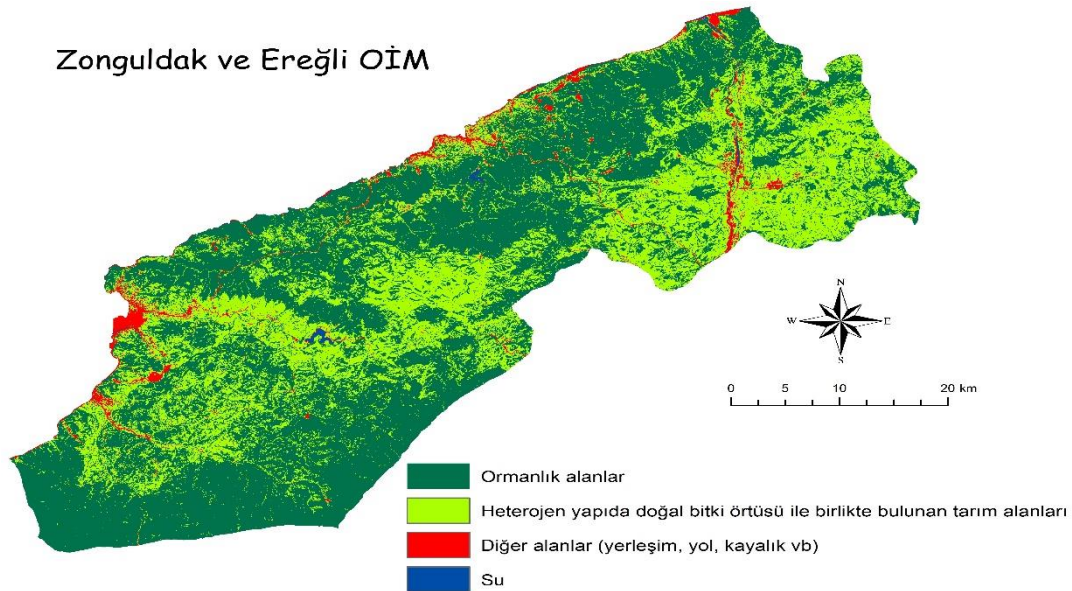 Zonguldak ve Ereğli OİM
N
W
E
S
0 5 10 20 km
Ormanlık alanlar
Heterojen yapıda doğal bitki örtüsü ile birlikte bulunan tarım alanları
Diğer alanlar (yerleşim, yol, kayalık vb)
Su